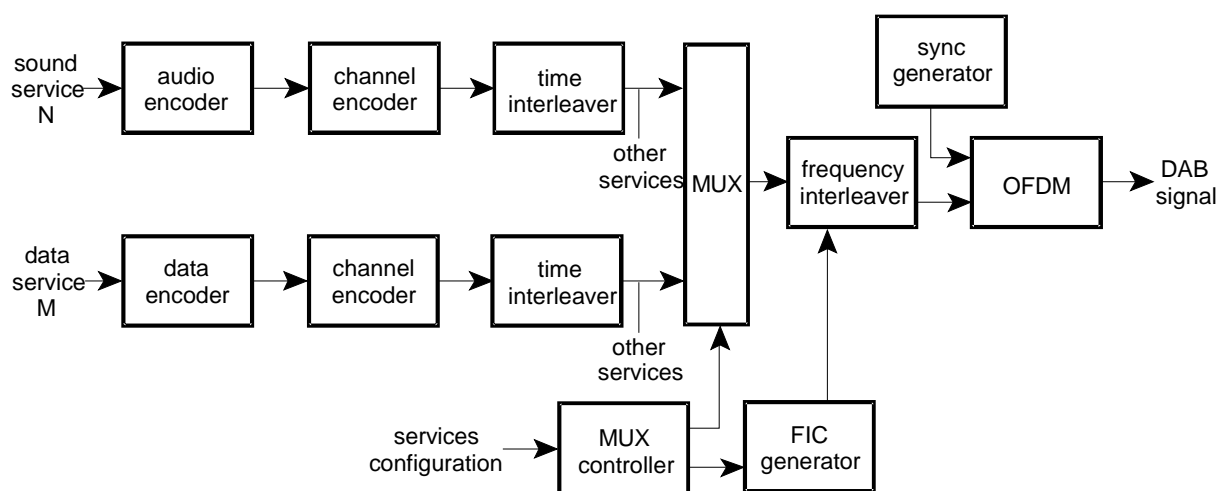 sound
service
N
audio
encoder
channel
encoder
time
interleaver
other
services
MUX
sync
generator
frequency
interleaver
OFDM
DAB
signal
data
service
M
data
encoder
channel
encoder
time
interleaver
other
services
services
configuration
MUX
controller
FIC
generator